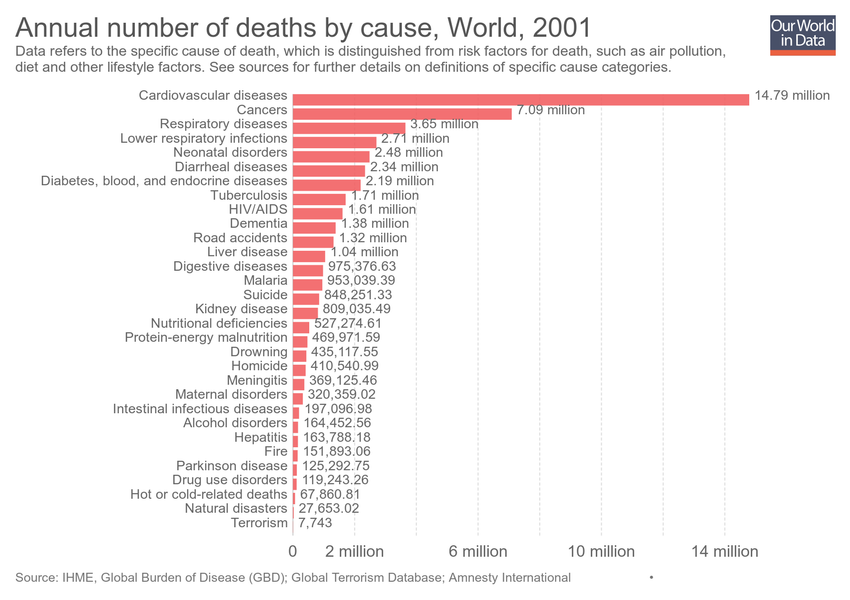 Annual number of deaths by cause, World, 2001
Our World
in Data
Data refers to the specific cause of death, which is distinguished from risk factors for death, such as air pollution,
diet and other lifestyle factors. See sources for further details on definitions of specific cause categories.
Cardiovascular diseases 14.79 million
Cancers 7.09 million
Respiratory diseases 3.65 million
Lower respiratory infections 2.71 million
Neonatal disorders 2.48 million
Diarrheal diseases 2.34 million
Diabetes, blood, and endocrine diseases 2.19 million
Tuberculosis 1.71 million
HIV/AIDS 1.61 million
Dementia 1.38 million
Road accidents 1.32 million
Liver disease 1.04 million
Digestive diseases 975,376.63
Malaria 953,039.39
Suicide 848,251.33
Kidney disease 809,035.49
Nutritional deficiencies 527,274.61
Protein-energy malnutrition 469,971.59
Drowning 435,117.55
Homicide 410,540.99
Meningitis 369,125.46
Maternal disorders 320,359.02
Intestinal infectious diseases 197,096.98
Alcohol disorders 164,452.56
Hepatitis 163,788.18
Fire 151,893.06
Parkinson disease 125,292.75
Drug use disorders 119,243.26
Hot or cold-related deaths 67,860.81
Natural disasters 27,653.02
Terrorism 7,743
0 2 million 6 million 10 million 14 million
Source: IHME, Global Burden of Disease (GBD); Global Terrorism Database; Amnesty International •